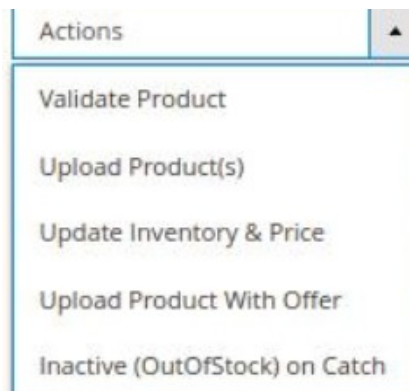 Actions
Validate Product
Upload Product(s)
Update Inventory & Price
Upload Product With Offer
Inactive (OutOfStock) on Catch